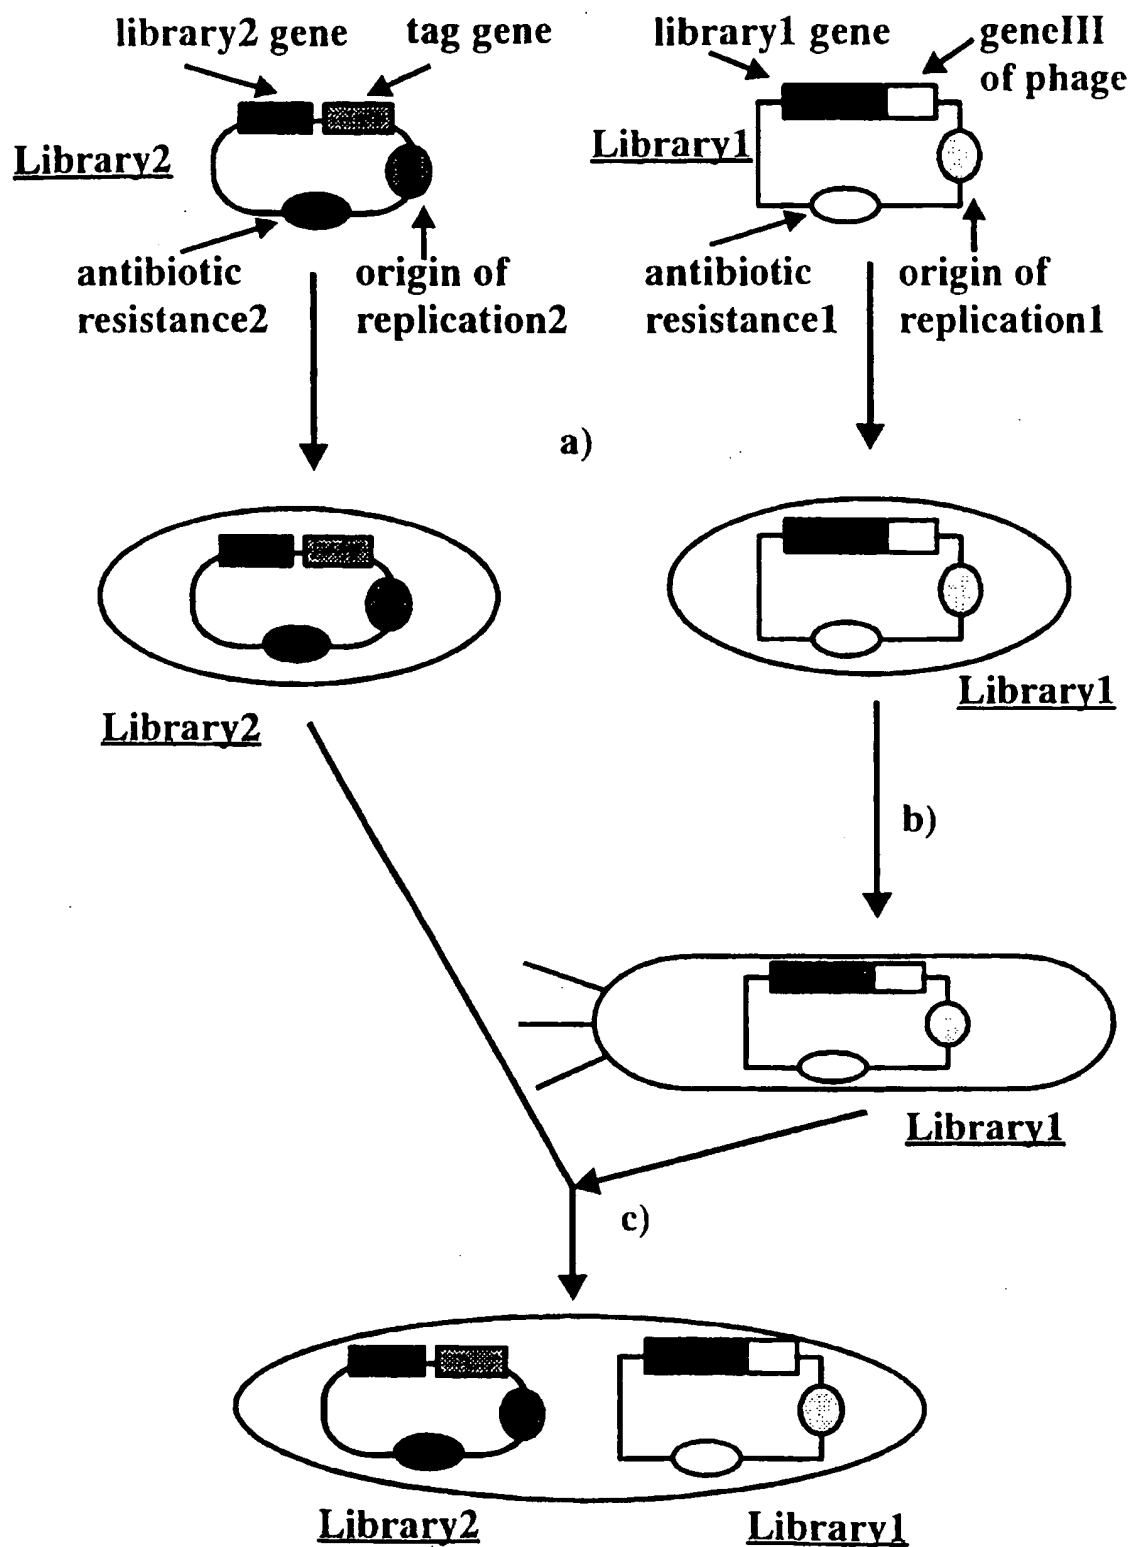 library2 gene
tag gene
library1 gene
geneIII
of phage
Library2
Library1
antibiotic
resistance2
origin of
replication2
antibiotic
resistance1
origin of
replication1
a)
Library2
Library1
b)
Library1
c)
Library2
Library1